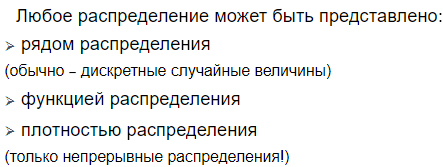 Любое распределение может быть представлено:
➢ рядом распределения
(обычно – дискретные случайные величины)
➢ функцией распределения
➢ плотностью распределения
(только непрерывные распределения!)